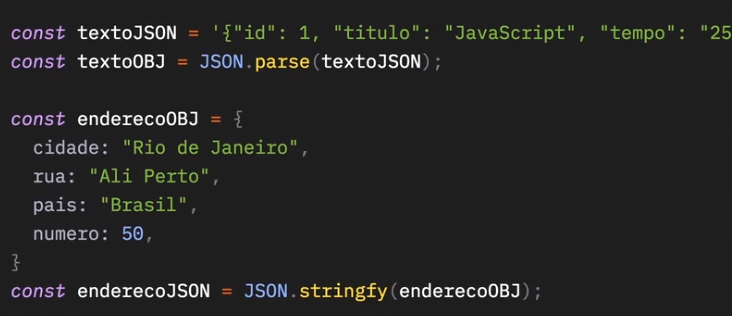 const textoJSON = '{"id": 1, "titulo": "JavaScript", "tempo": "25
const textoOBJ = JSON.parse(textoJSON);
const enderecoOBJ = {
cidade: "Rio de Janeiro",
rua: "Ali Perto",
pais: "Brasil",
numero: 50,
}
const enderecoJSON = JSON.stringfy(enderecoOBJ);